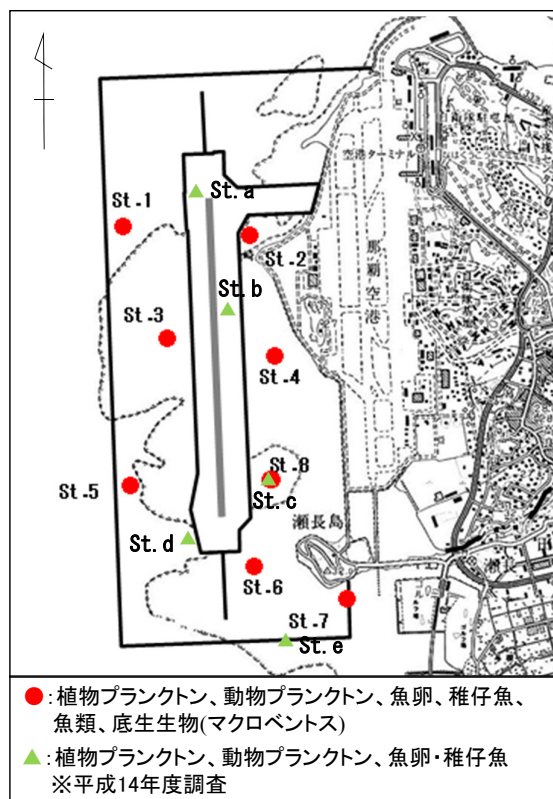 空港ターミナル
St.a
St.1
St.2
那覇空港
St.b
St.3
St.4
St.8
St.5
St.c
瀬長島
St.d
瀬長
St.6
St.7
St.e
●:植物プランクトン、動物プランクトン、魚卵、稚仔魚、
魚類、底生生物(マクロベントス)
▲:植物プランクトン、動物プランクトン、魚卵・稚仔魚
※平成14年度調査